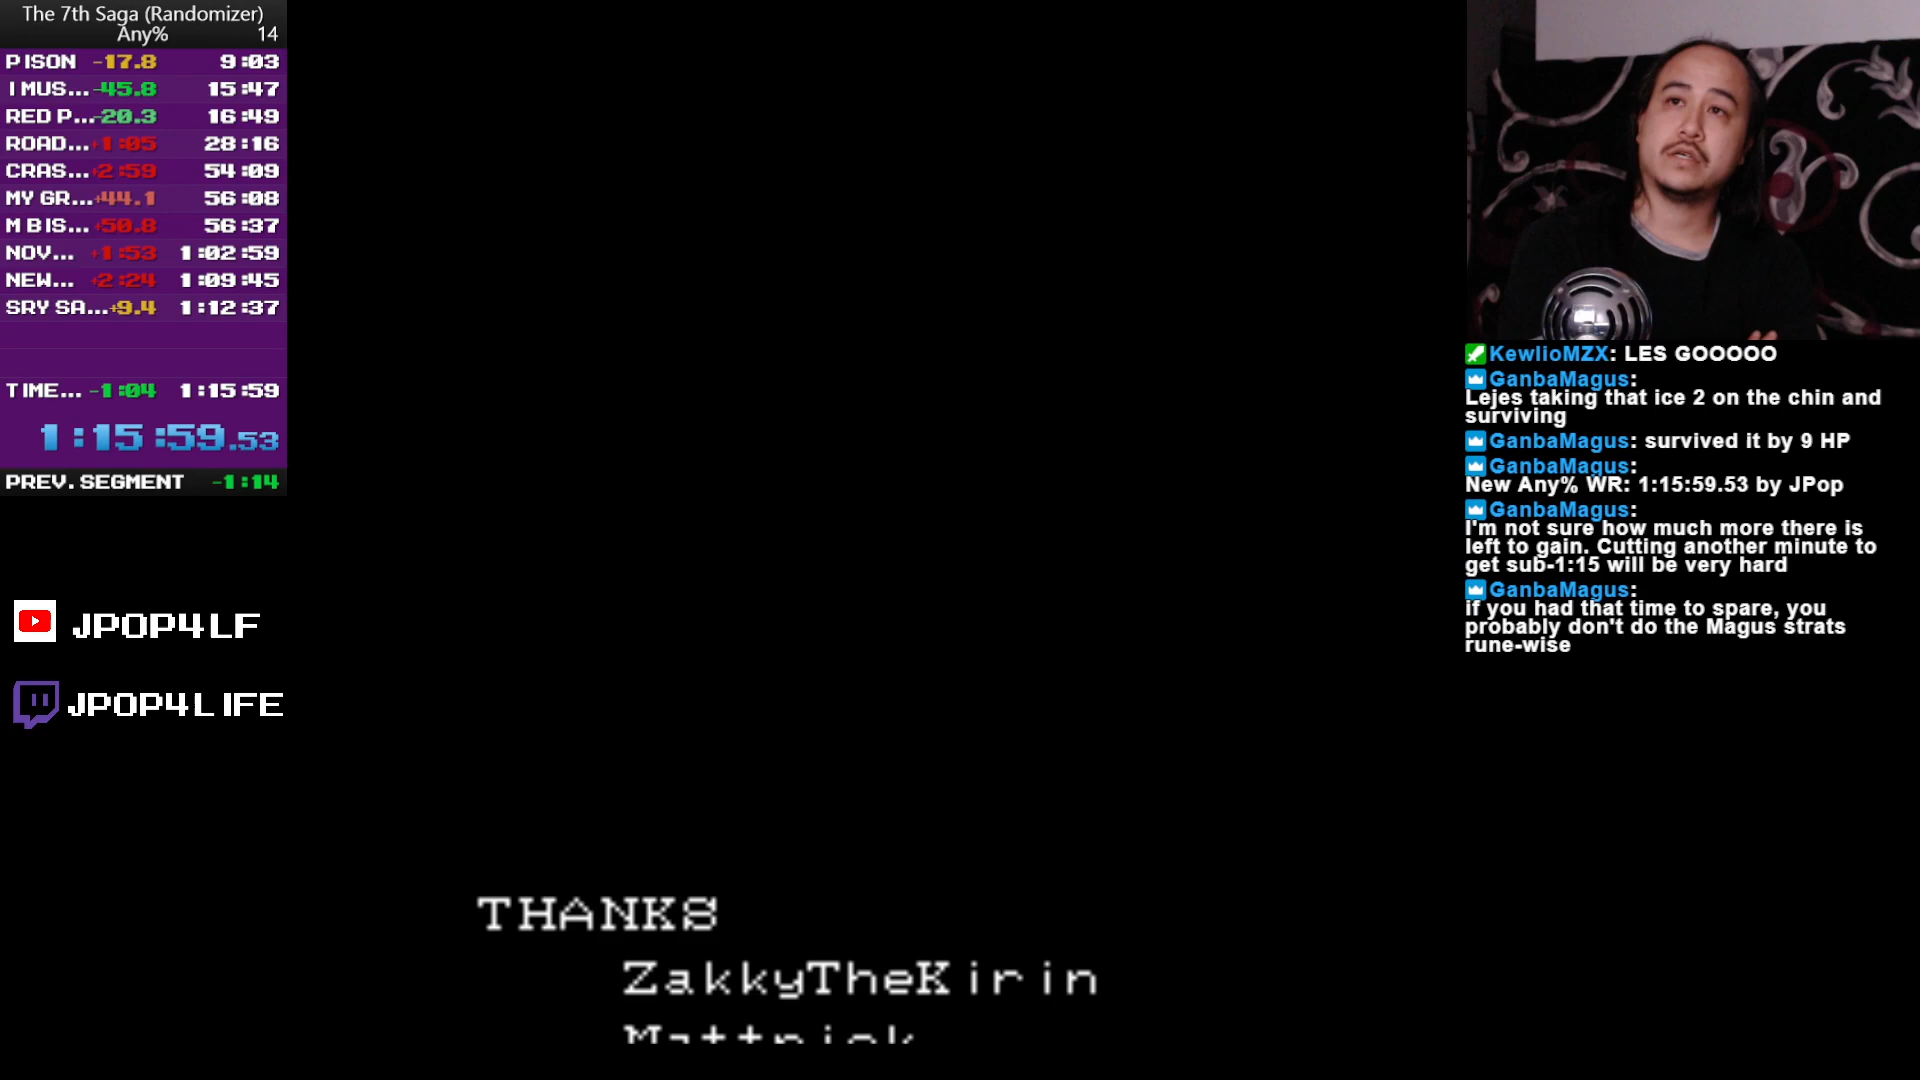 The 7th Saga (Randomizer)
Any% 14
PISON -17.8 9:03
I MUS... -45.8 15:47
RED P... -20.3 16:49
ROAD... +1:05 28:16
CRAS... +2:59 54:09
MY GR... +44.1 56:08
M BIS... +50.8 56:37
NOV... +1:53 1:02:59
NEW... +2:24 1:09:45
SRY SA... +9.4 1:12:37
TIME... -1:04 1:15:59
1:15:59.53
PREV. SEGMENT -1:14
JPOP4LF
JPOP4LIFE
KewlioMZX: LES GOOOOO
GanbaMagus:
Lejes taking that ice 2 on the chin and
surviving
GanbaMagus: survived it by 9 HP
GanbaMagus:
New Any% WR: 1:15:59.53 by JPop
GanbaMagus:
I'm not sure how much more there is
left to gain. Cutting another minute to
get sub-1:15 will be very hard
GanbaMagus:
if you had that time to spare, you
probably don't do the Magus strats
rune-wise
THANKS
ZakkyTheKirin